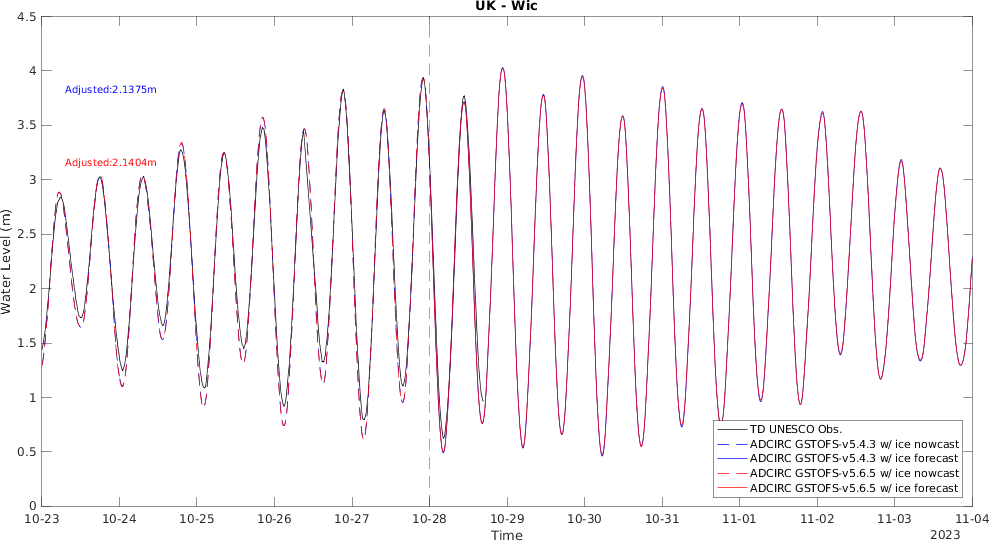 UK - Wic
4.5
4
3.5
3
2.5
2
1.5
1
0.5
0
Water Level (m)
Adjusted:2.1375m
Adjusted:2.1404m
TD UNESCO Obs.
ADCIRC GSTOFS-v5.4.3 w/ ice nowcast
ADCIRC GSTOFS-v5.4.3 w/ ice forecast
ADCIRC GSTOFS-v5.6.5 w/ ice nowcast
ADCIRC GSTOFS-v5.6.5 w/ ice forecast
10-23 10-24 10-25 10-26 10-27 10-28 10-29 10-30 10-31 11-01 11-02 11-03 11-04
Time
2023